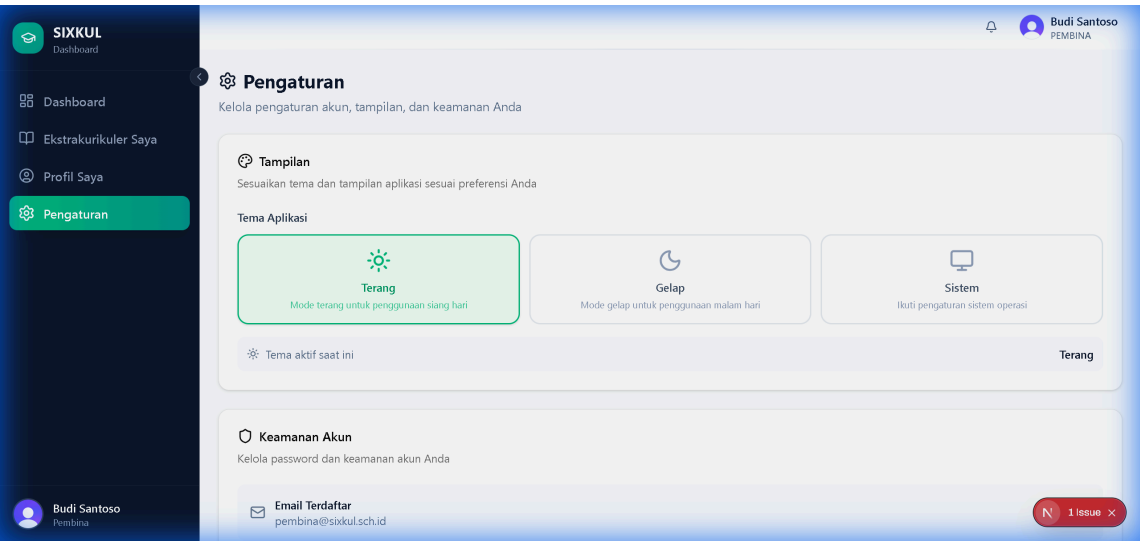 SIXKUL
Dashboard
Dashboard
Ekstrakurikuler Saya
Profil Saya
Pengaturan
Budi Santoso
Pembina
Budi Santoso
PEMBINA
Pengaturan
Kelola pengaturan akun, tampilan, dan keamanan Anda
Tampilan
Sesuaikan tema dan tampilan aplikasi sesuai preferensi Anda
Tema Aplikasi
Terang
Mode terang untuk penggunaan siang hari
Gelap
Mode gelap untuk penggunaan malam hari
Sistem
Ikuti pengaturan sistem operasi
Tema aktif saat ini
Terang
Keamanan Akun
Kelola password dan keamanan akun Anda
Email Terdaftar
pembina@sixkul.sch.id
N 1 Issue ×